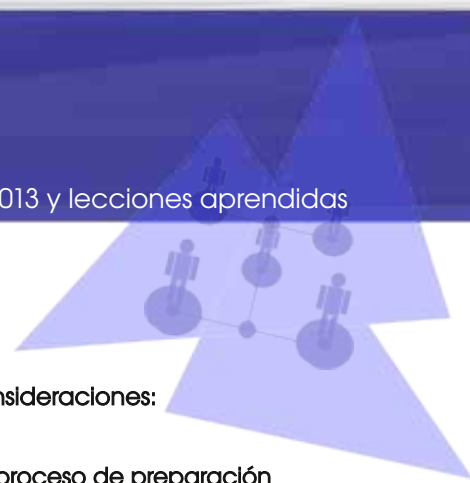 013 y lecciones aprendidas
nsideraciones:
proceso de preparación